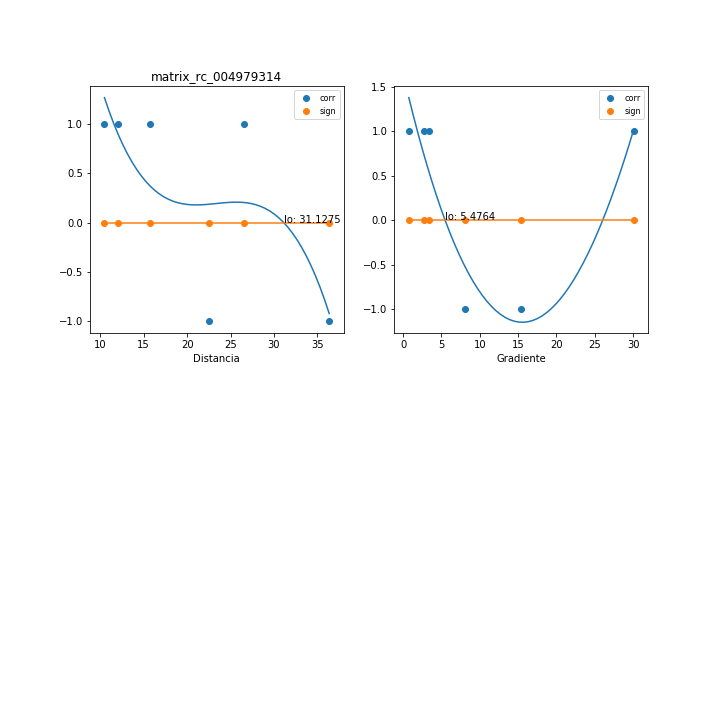 matrix_rc_004979314
corr
sign
1.0
0.5
0.0
−0.5
−1.0
lo: 31.1275
10 15 20 25 30 35
Distancia
corr
sign
1.5
1.0
0.5
0.0
−0.5
−1.0
lo: 5.4764
0 5 10 15 20 25 30
Gradiente